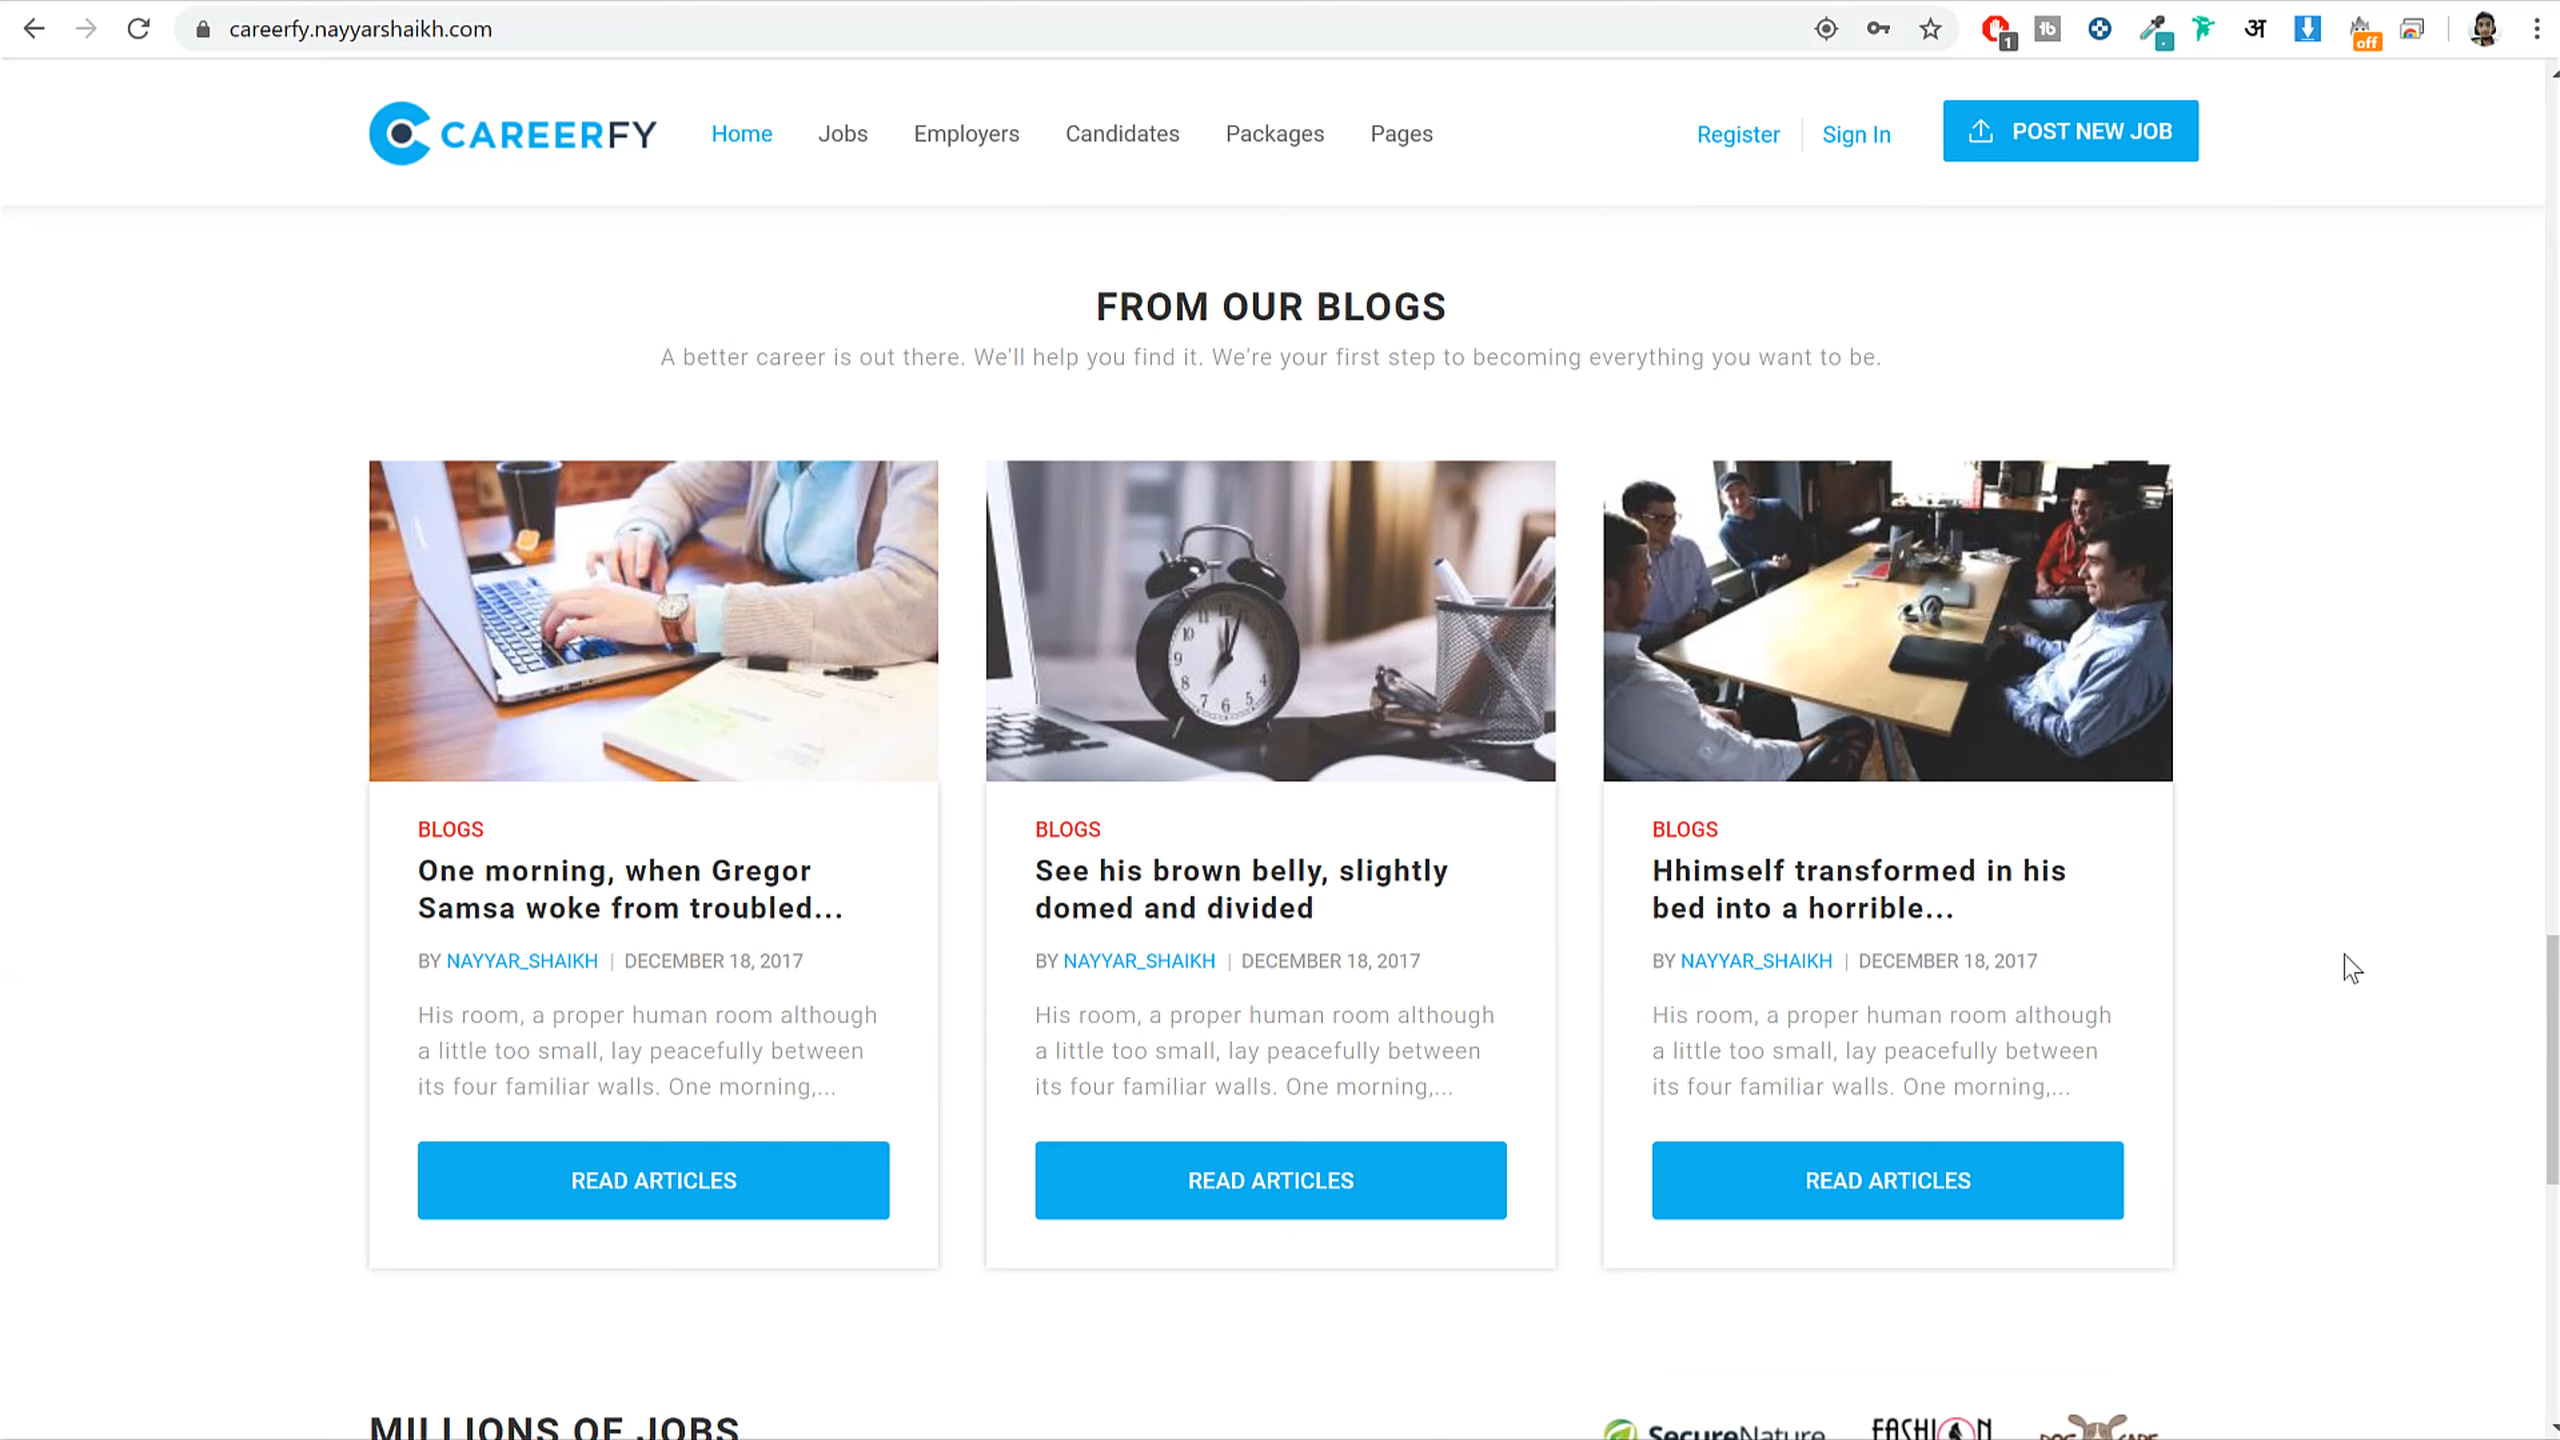 careerfy.nayyarshaikh.com
1
tb
अ
off
CAREERFY
Home
Jobs
Employers
Candidates
Packages
Pages
Register
Sign In
POST NEW JOB
FROM OUR BLOGS
A better career is out there. We'll help you find it. We're your first step to becoming everything you want to be.
BLOGS
One morning, when Gregor
Samsa woke from troubled...
BY NAYYAR_SHAIKH | DECEMBER 18, 2017
His room, a proper human room although
a little too small, lay peacefully between
its four familiar walls. One morning,...
READ ARTICLES
BLOGS
See his brown belly, slightly
domed and divided
BY NAYYAR_SHAIKH | DECEMBER 18, 2017
His room, a proper human room although
a little too small, lay peacefully between
its four familiar walls. One morning,...
READ ARTICLES
BLOGS
Hhimself transformed in his
bed into a horrible...
BY NAYYAR_SHAIKH | DECEMBER 18, 2017
His room, a proper human room although
a little too small, lay peacefully between
its four familiar walls. One morning,...
READ ARTICLES
MILLIONS OF JOBS
SecureNature
FASHION